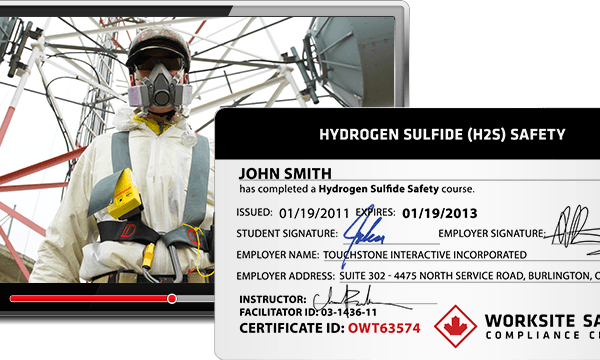 HYDROGEN SULFIDE (H2S) SAFETY
JOHN SMITH
has completed a Hydrogen Sulfide Safety course.
ISSUED: 01/19/2011 EXPIRES: 01/19/2013
STUDENT SIGNATURE: EMPLOYER SIGNATURE:
EMPLOYER NAME: TOUCHSTONE INTERACTIVE INCORPORATED
EMPLOYER ADDRESS: SUITE 302 - 4475 NORTH SERVICE ROAD, BURLINGTON,
INSTRUCTOR:
FACILITATOR ID: 03-1436-11
CERTIFICATE ID: OWT63574
WORKSITE SA
COMPLIANCE CE